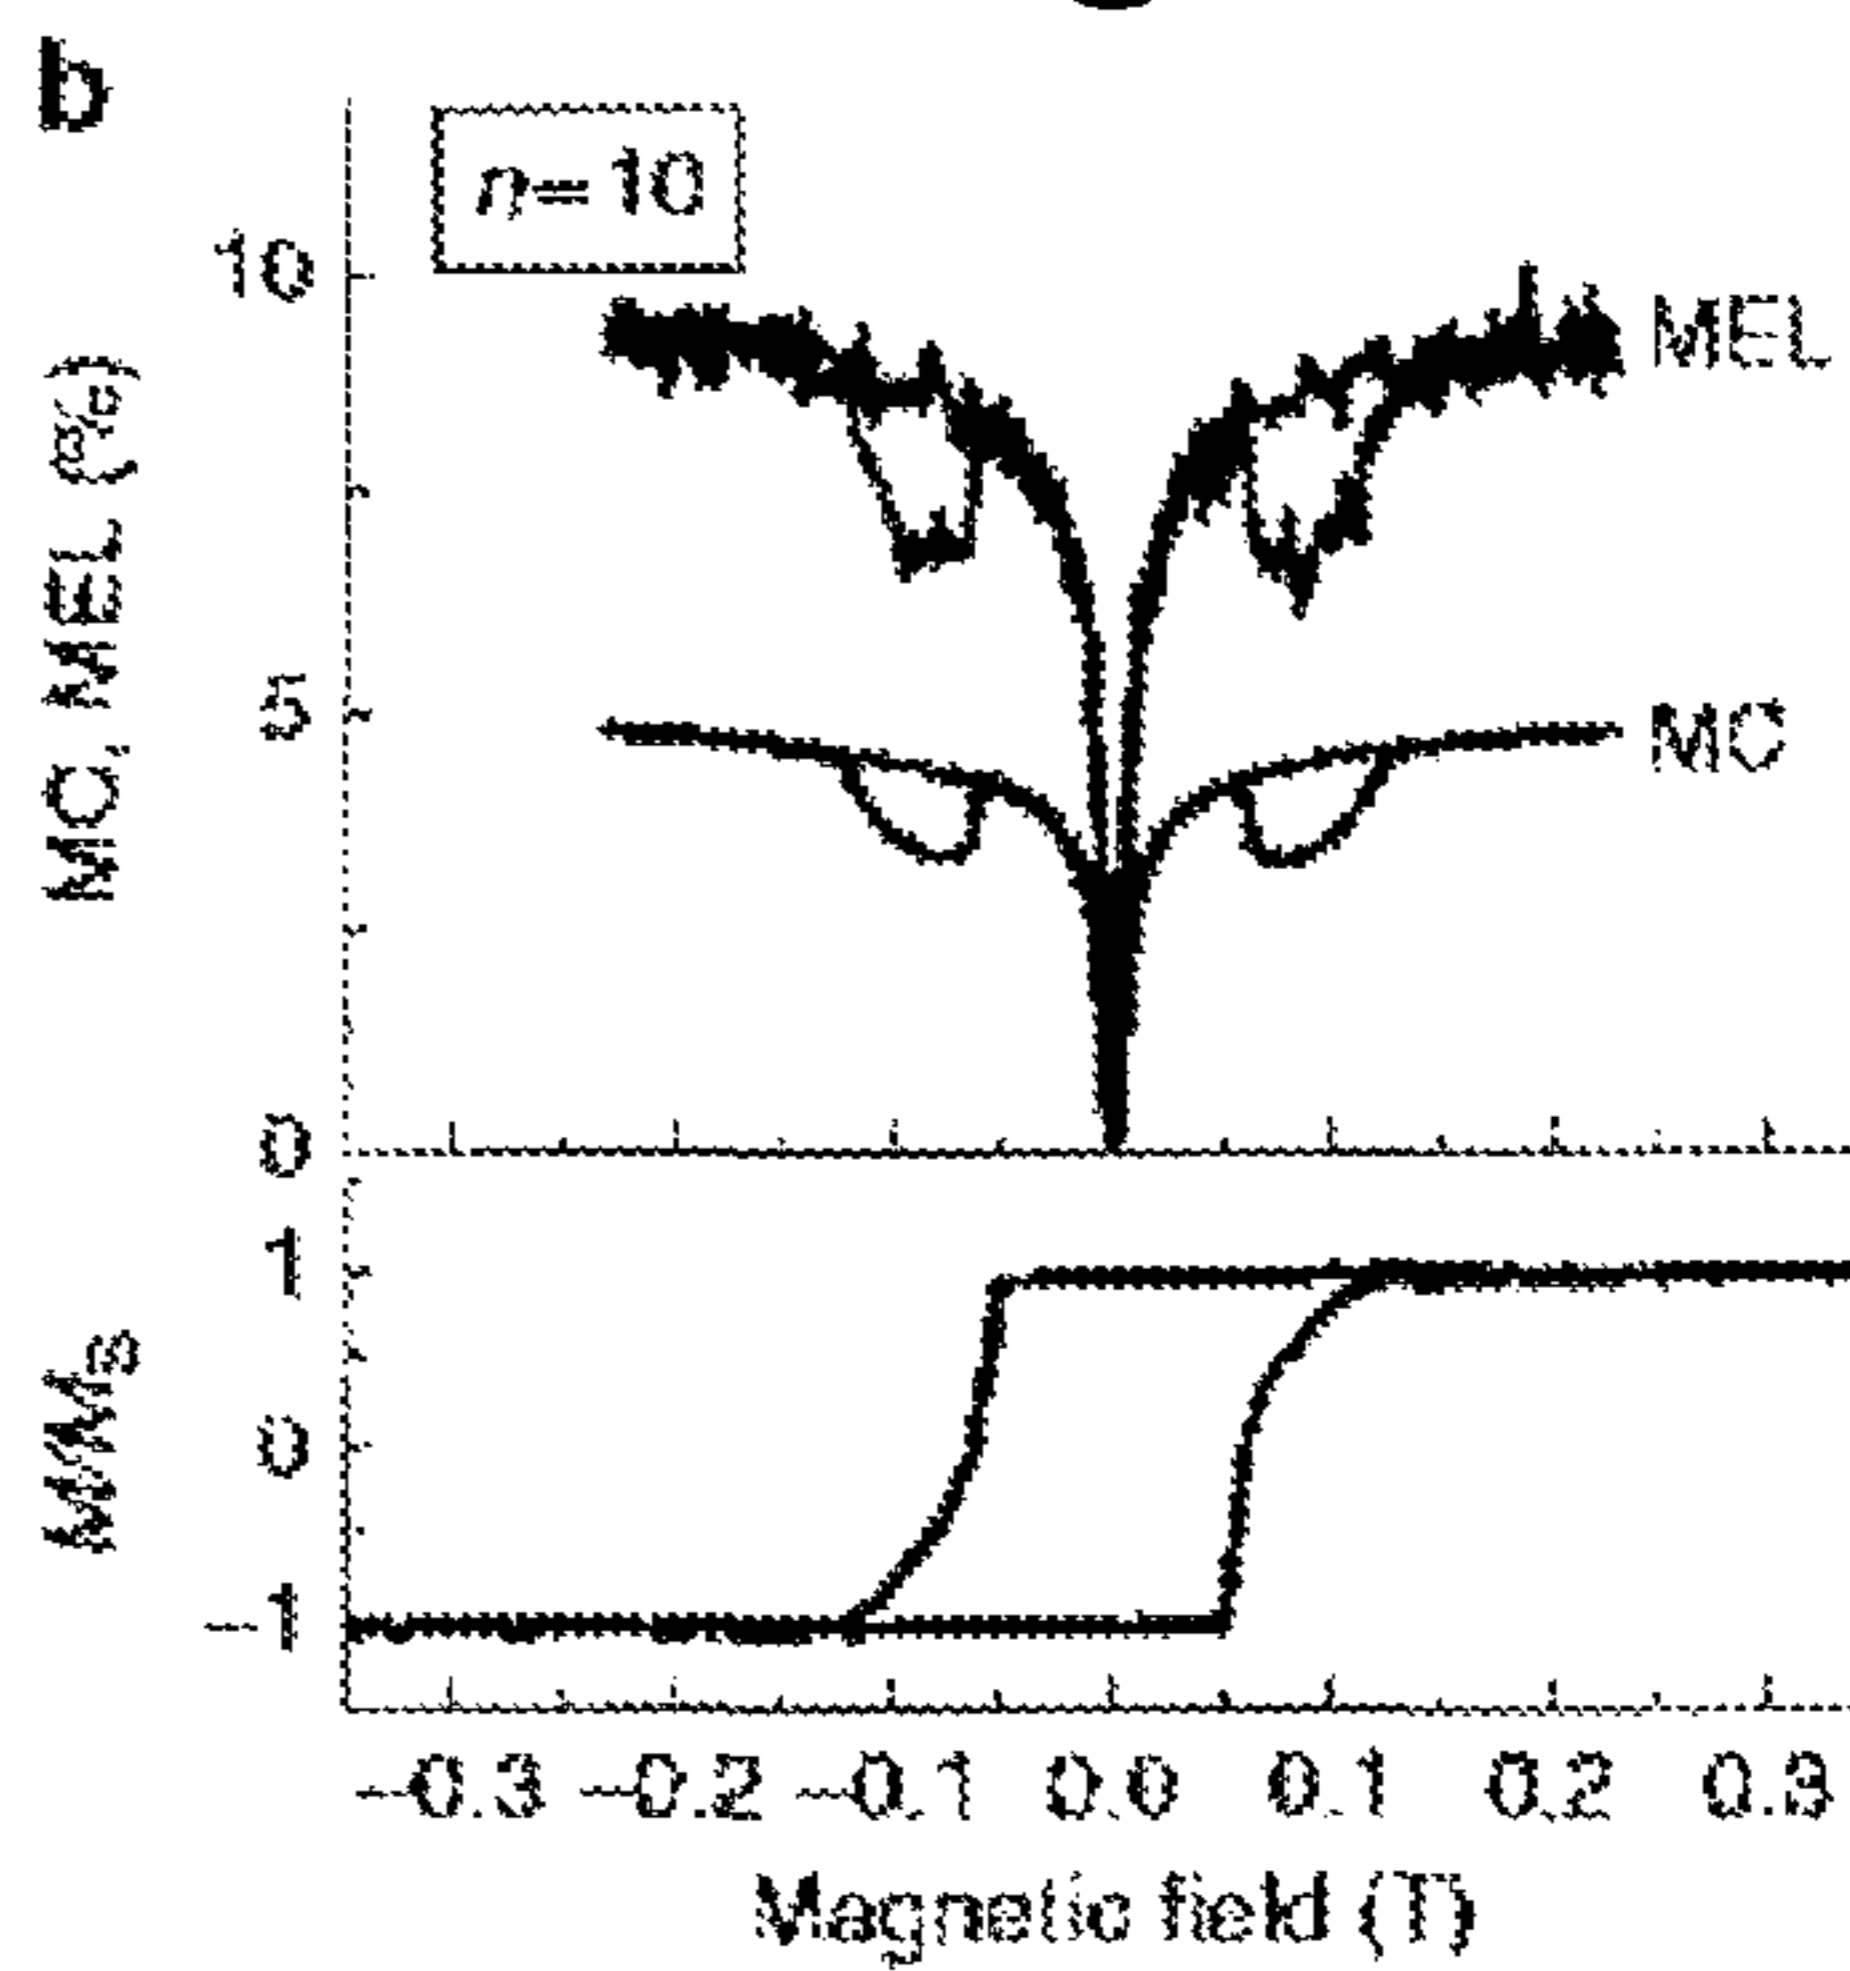 b
n=10
10
5
0
MC, MEL (%)
MEL
MC
1
0
–1
M/Ms
–0.3 –0.2 –0.1 0.0 0.1 0.2 0.3
Magnetic field (T)